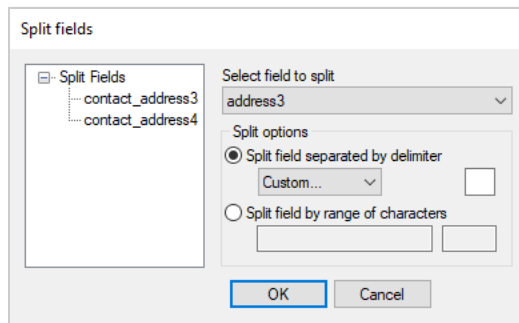 Split fields
Split Fields
contact_address3
contact_address4
Select field to split
address3
Split options
Split field separated by delimiter
Custom...
Split field by range of characters
OK
Cancel